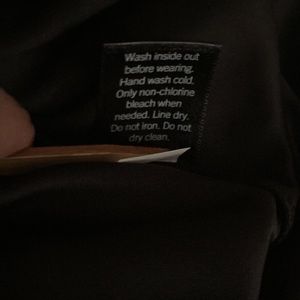 Wash inside out
before wearing.
Hand wash cold.
Only non-chlorine
bleach when
needed. Line dry.
Do not iron. Do not
dry clean.